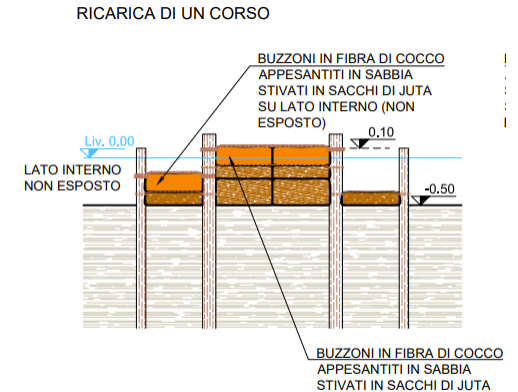 RICARICA DI UN CORSO
BUZZONI IN FIBRA DI COCCO
APPESANTITI IN SABBIA
STIVATI IN SACCHI DI JUTA
SU LATO INTERNO (NON
ESPOSTO)
Liv. 0,00
0,10
LATO INTERNO
NON ESPOSTO
-0.50
BUZZONI IN FIBRA DI COCCO
APPESANTITI IN SABBIA
STIVATI IN SACCHI DI JUTA